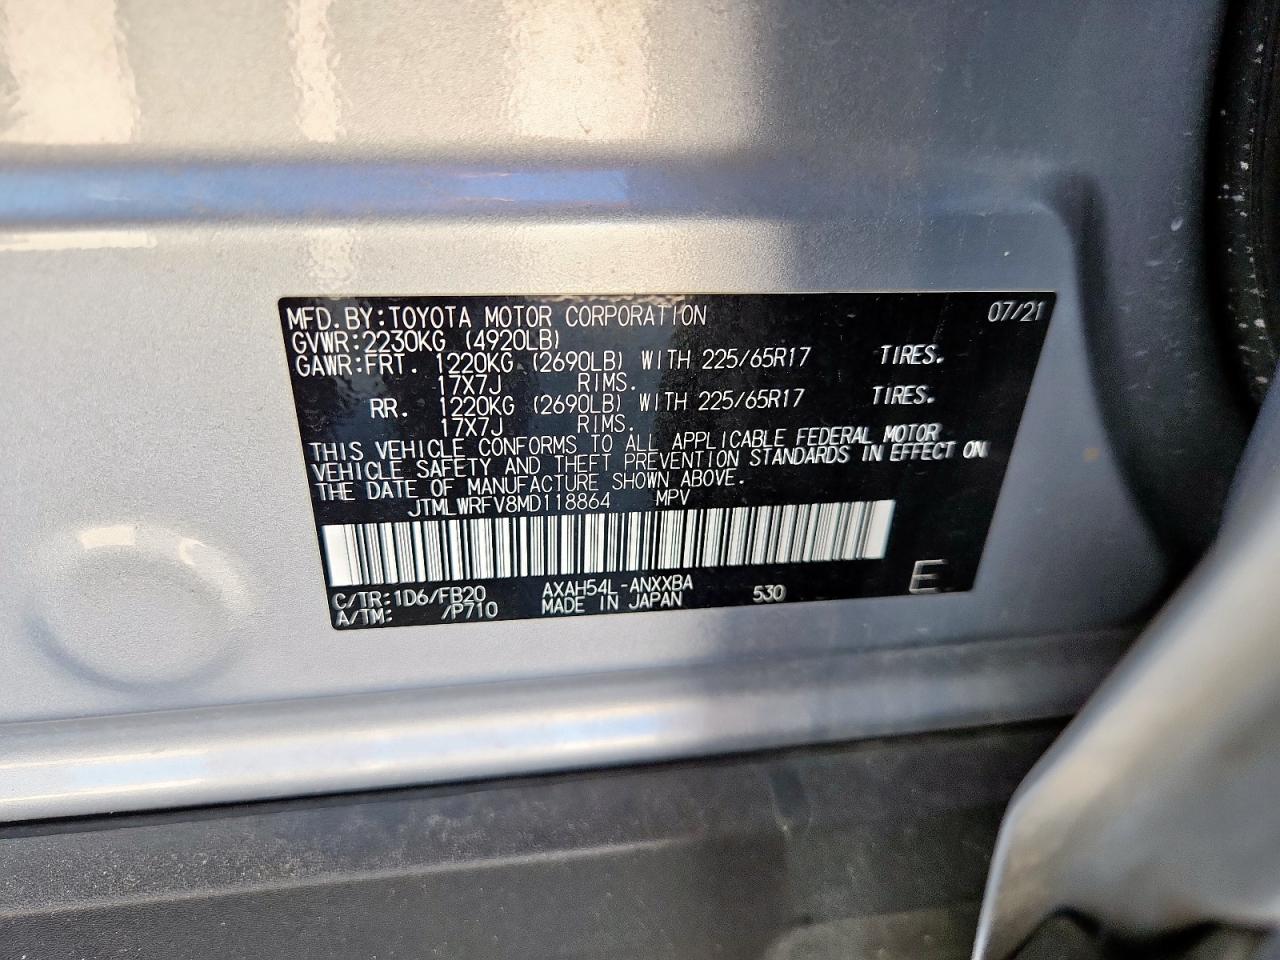 MFD.BY:TOYOTA MOTOR CORPORATION 07/21
GVWR:2230KG (4920LB)
GAWR:FRT. 1220KG (2690LB) WITH 225/65R17 TIRES.
17X7J RIMS.
RR. 1220KG (2690LB) WITH 225/65R17 TIRES.
17X7J RIMS.
THIS VEHICLE CONFORMS TO ALL APPLICABLE FEDERAL MOTOR
VEHICLE SAFETY AND THEFT PREVENTION STANDARDS IN EFFECT ON
THE DATE OF MANUFACTURE SHOWN ABOVE.
JTMLWRFV8MD118864 MPV
C/TR:1D6/FB20 AXAH54L-ANXXBA 530 E
A/TM: /P710 MADE IN JAPAN